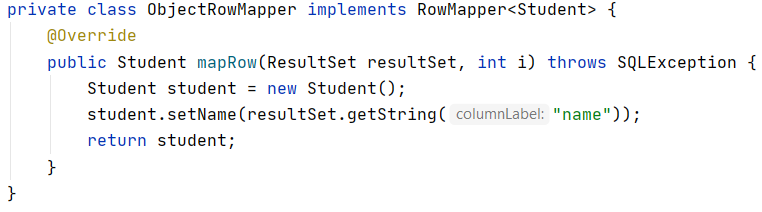 private class ObjectRowMapper implements RowMapper<Student> {
    @Override
    public Student mapRow(ResultSet resultSet, int i) throws SQLException {
        Student student = new Student();
        student.setName(resultSet.getString( columnLabel: "name"));
        return student;
    }
}